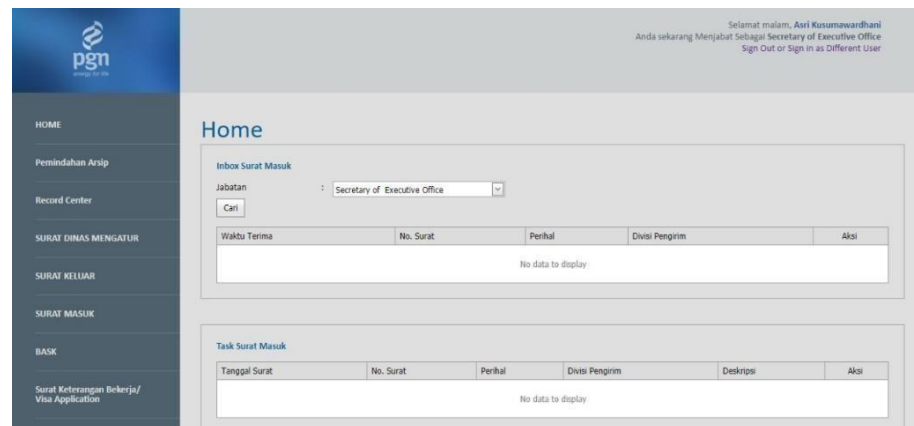 pgn
energy for life
Selamat malam, Asri Kusumawardhani
Anda sekarang Menjabat Sebagai Secretary of Executive Office
Sign Out or Sign in as Different User
HOME
Pemindahan Arsip
Record Center
SURAT DINAS MENGATUR
SURAT KELUAR
SURAT MASUK
BASK
Surat Keterangan Bekerja/
Visa Application
Home
Inbox Surat Masuk
Jabatan : Secretary of Executive Office
Cari
Waktu Terima No. Surat Perihal Divisi Pengirim Aksi
No data to display
Task Surat Masuk
Tanggal Surat No. Surat Perihal Divisi Pengirim Deskripsi Aksi
No data to display